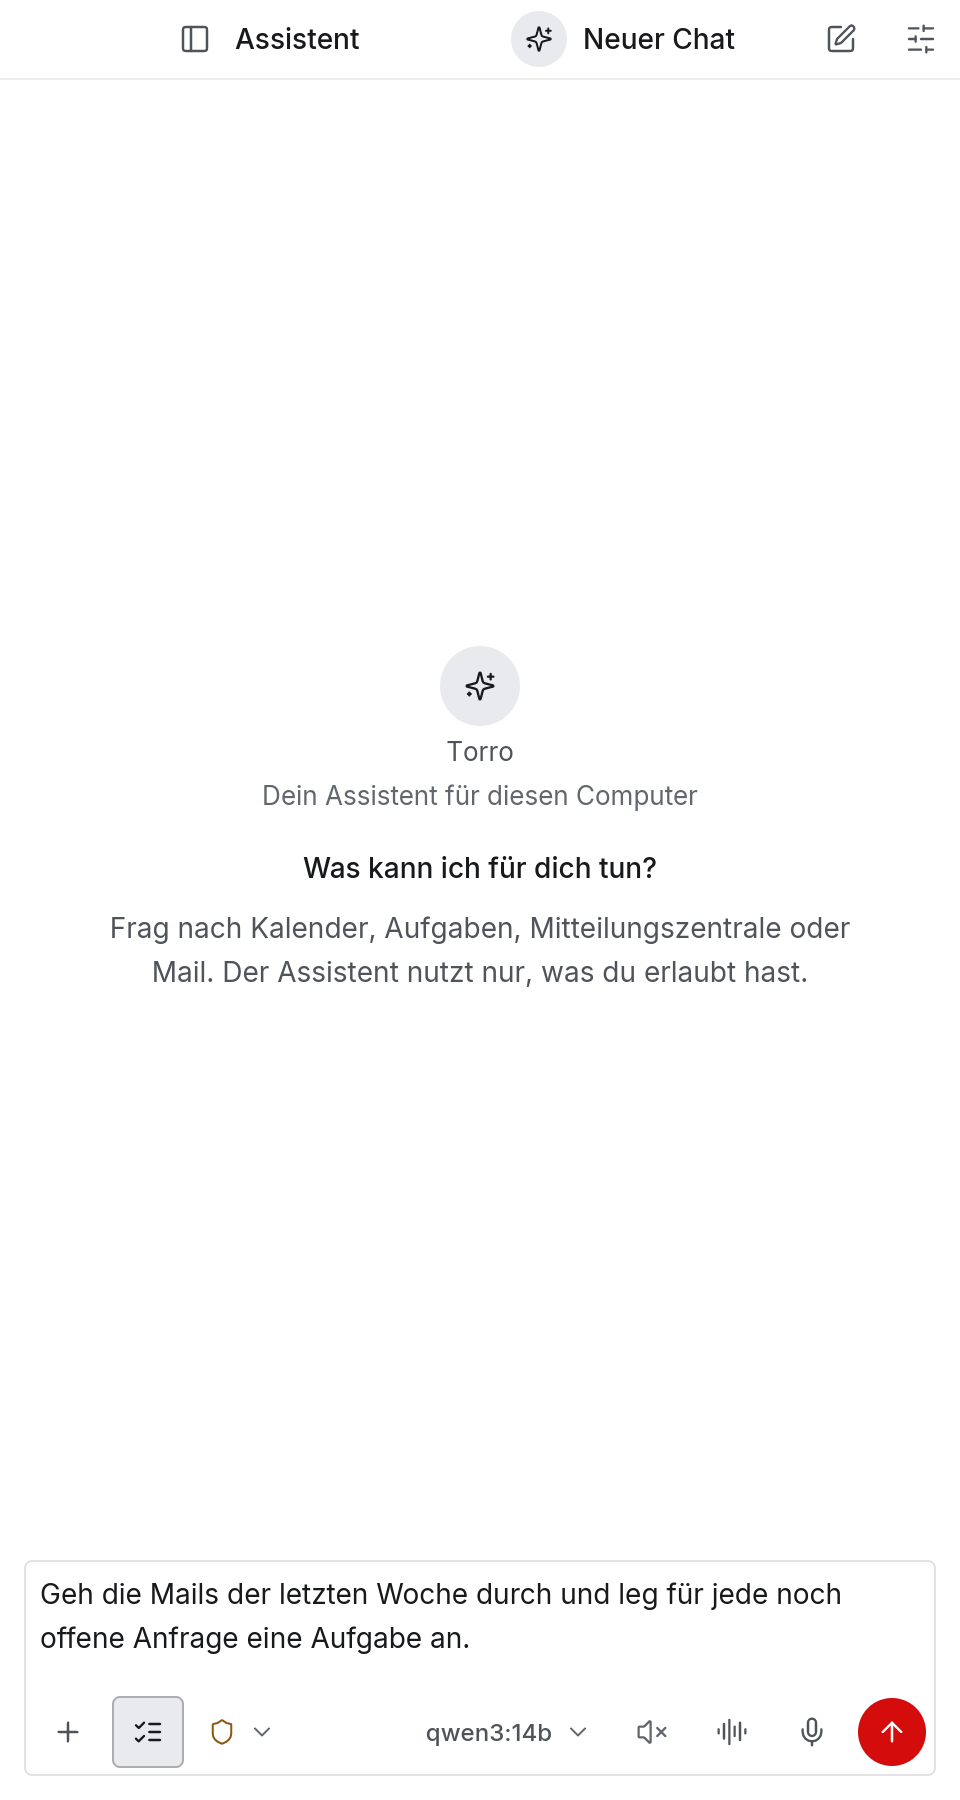 Assistent
Neuer Chat
Torro
Dein Assistent für diesen Computer
Was kann ich für dich tun?
Frag nach Kalender, Aufgaben, Mitteilungszentrale oder
Mail. Der Assistent nutzt nur, was du erlaubt hast.
Geh die Mails der letzten Woche durch und leg für jede noch
offene Anfrage eine Aufgabe an.
qwen3:14b